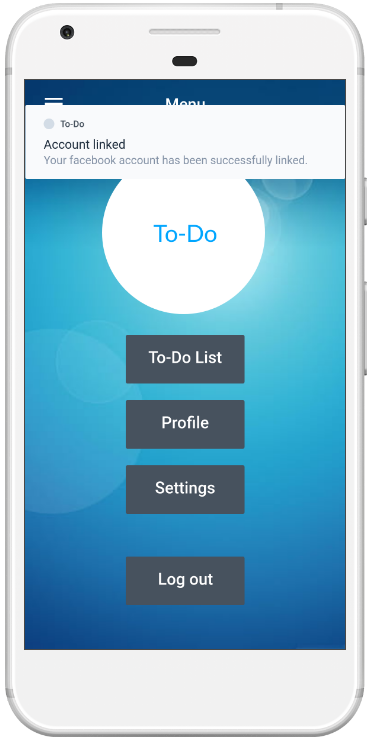 Menu
To-Do
Account linked
Your facebook account has been successfully linked.
To-Do
To-Do List
Profile
Settings
Log out